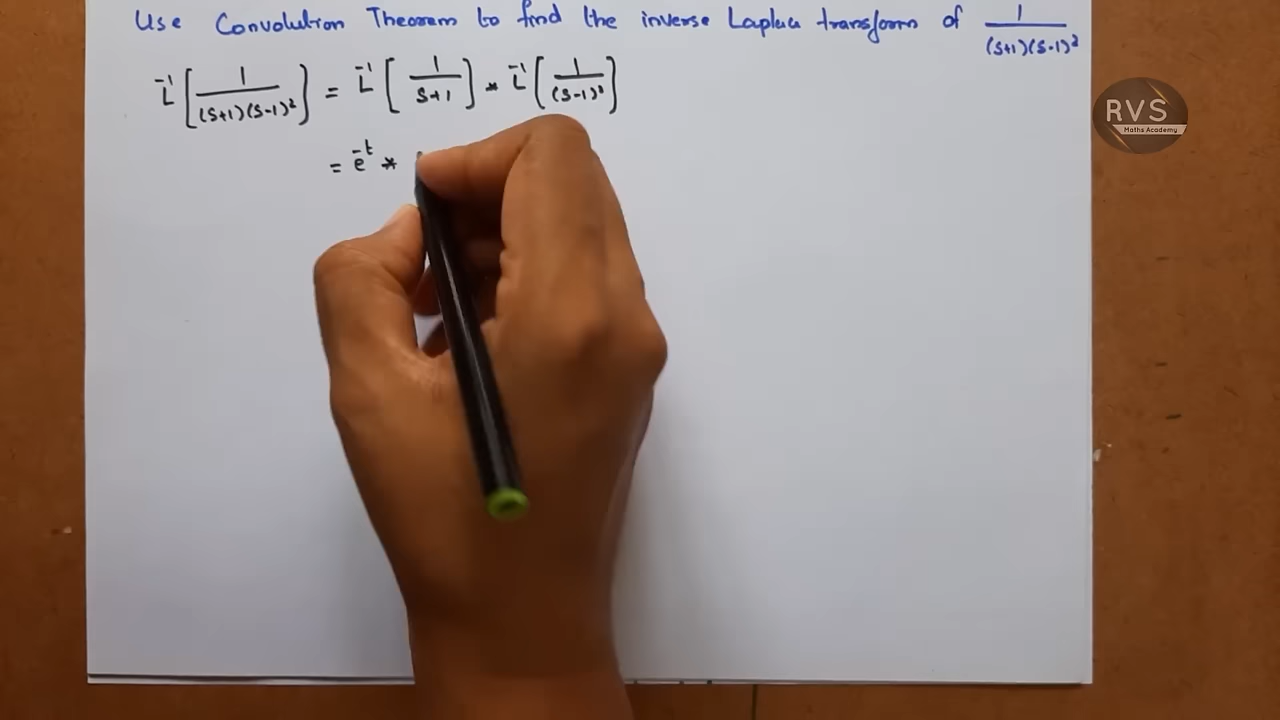 Use Convolution Theorem to find the inverse Laplace transform of 1/((s+1)(s-1)²)
L⁻¹[1/((s+1)(s-1)²)] = L⁻¹[1/(s+1)] * L⁻¹[1/(s-1)²]
= e⁻ᵗ *
RVS
Maths Academy